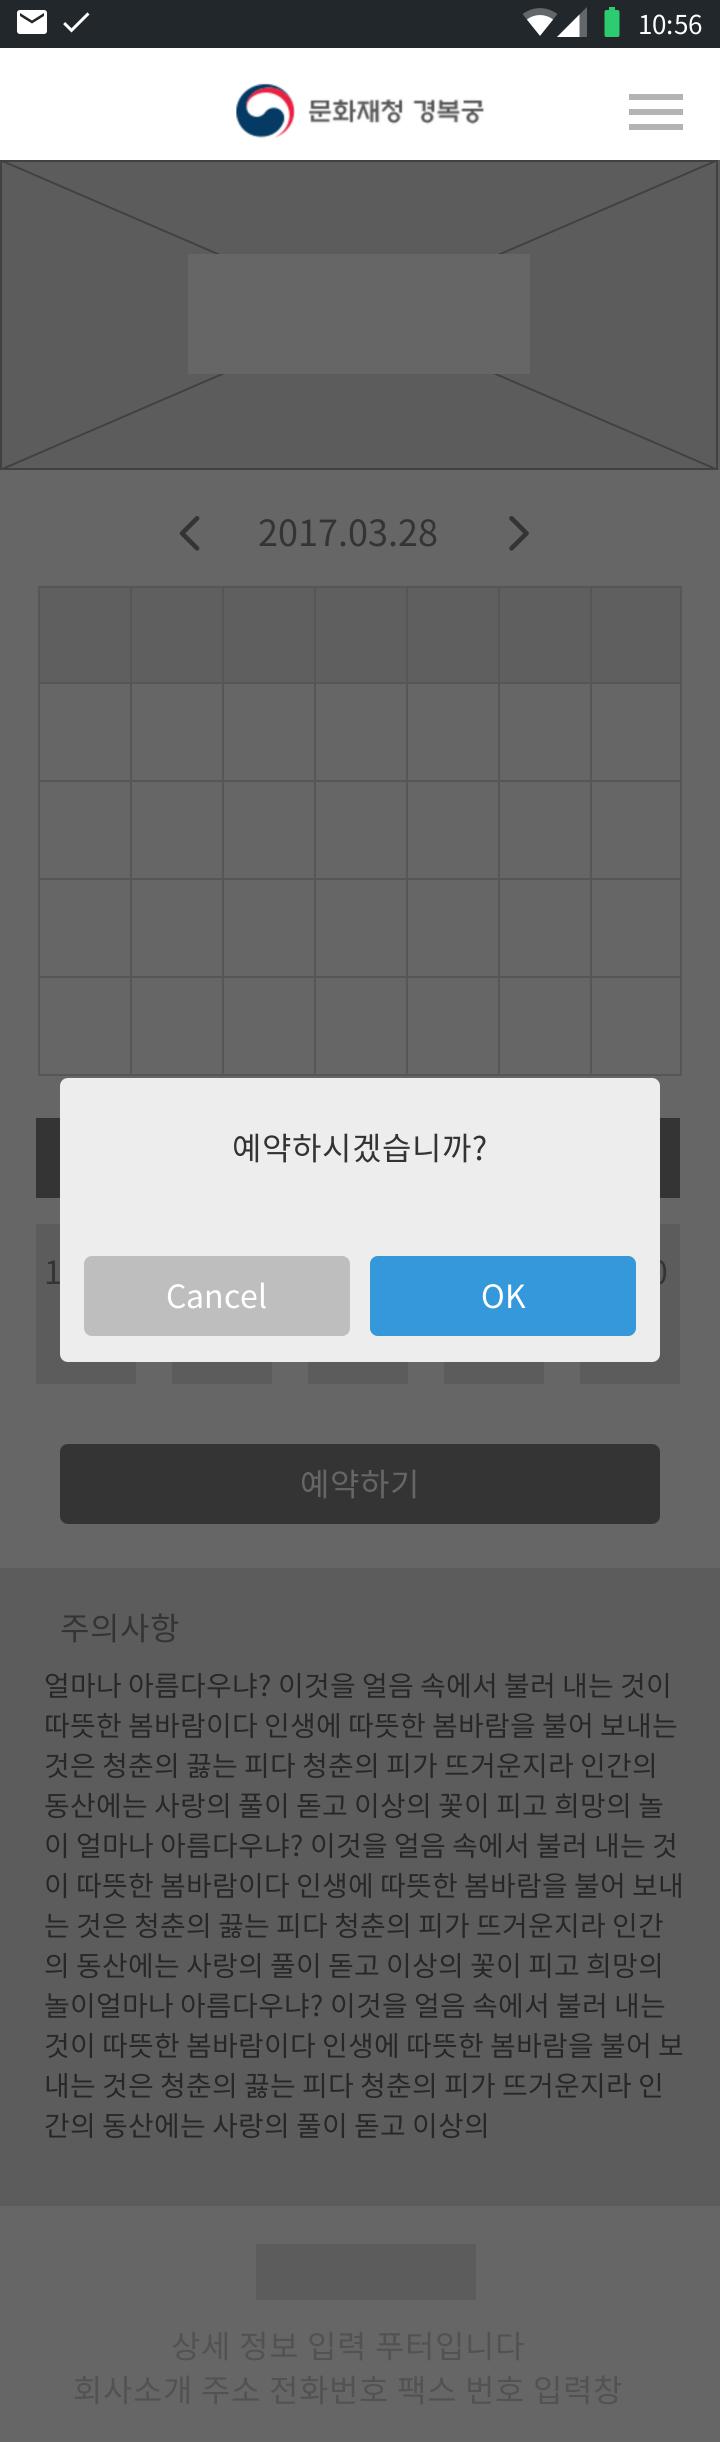 10:56
문화재청 경복궁
2017.03.28
예약하시겠습니까?
Cancel
OK
예약하기
주의사항
얼마나 아름다우냐? 이것을 얼음 속에서 불러 내는 것이
따뜻한 봄바람이다 인생에 따뜻한 봄바람을 불어 보내는
것은 청춘의 끓는 피다 청춘의 피가 뜨거운지라 인간의
동산에는 사랑의 풀이 돋고 이상의 꽃이 피고 희망의 놀
이 얼마나 아름다우냐? 이것을 얼음 속에서 불러 내는 것
이 따뜻한 봄바람이다 인생에 따뜻한 봄바람을 불어 보내
는 것은 청춘의 끓는 피다 청춘의 피가 뜨거운지라 인간
의 동산에는 사랑의 풀이 돋고 이상의 꽃이 피고 희망의
놀이얼마나 아름다우냐? 이것을 얼음 속에서 불러 내는
것이 따뜻한 봄바람이다 인생에 따뜻한 봄바람을 불어 보
내는 것은 청춘의 끓는 피다 청춘의 피가 뜨거운지라 인
간의 동산에는 사랑의 풀이 돋고 이상의
상세 정보 입력 푸터입니다
회사소개 주소 전화번호 팩스 번호 입력창